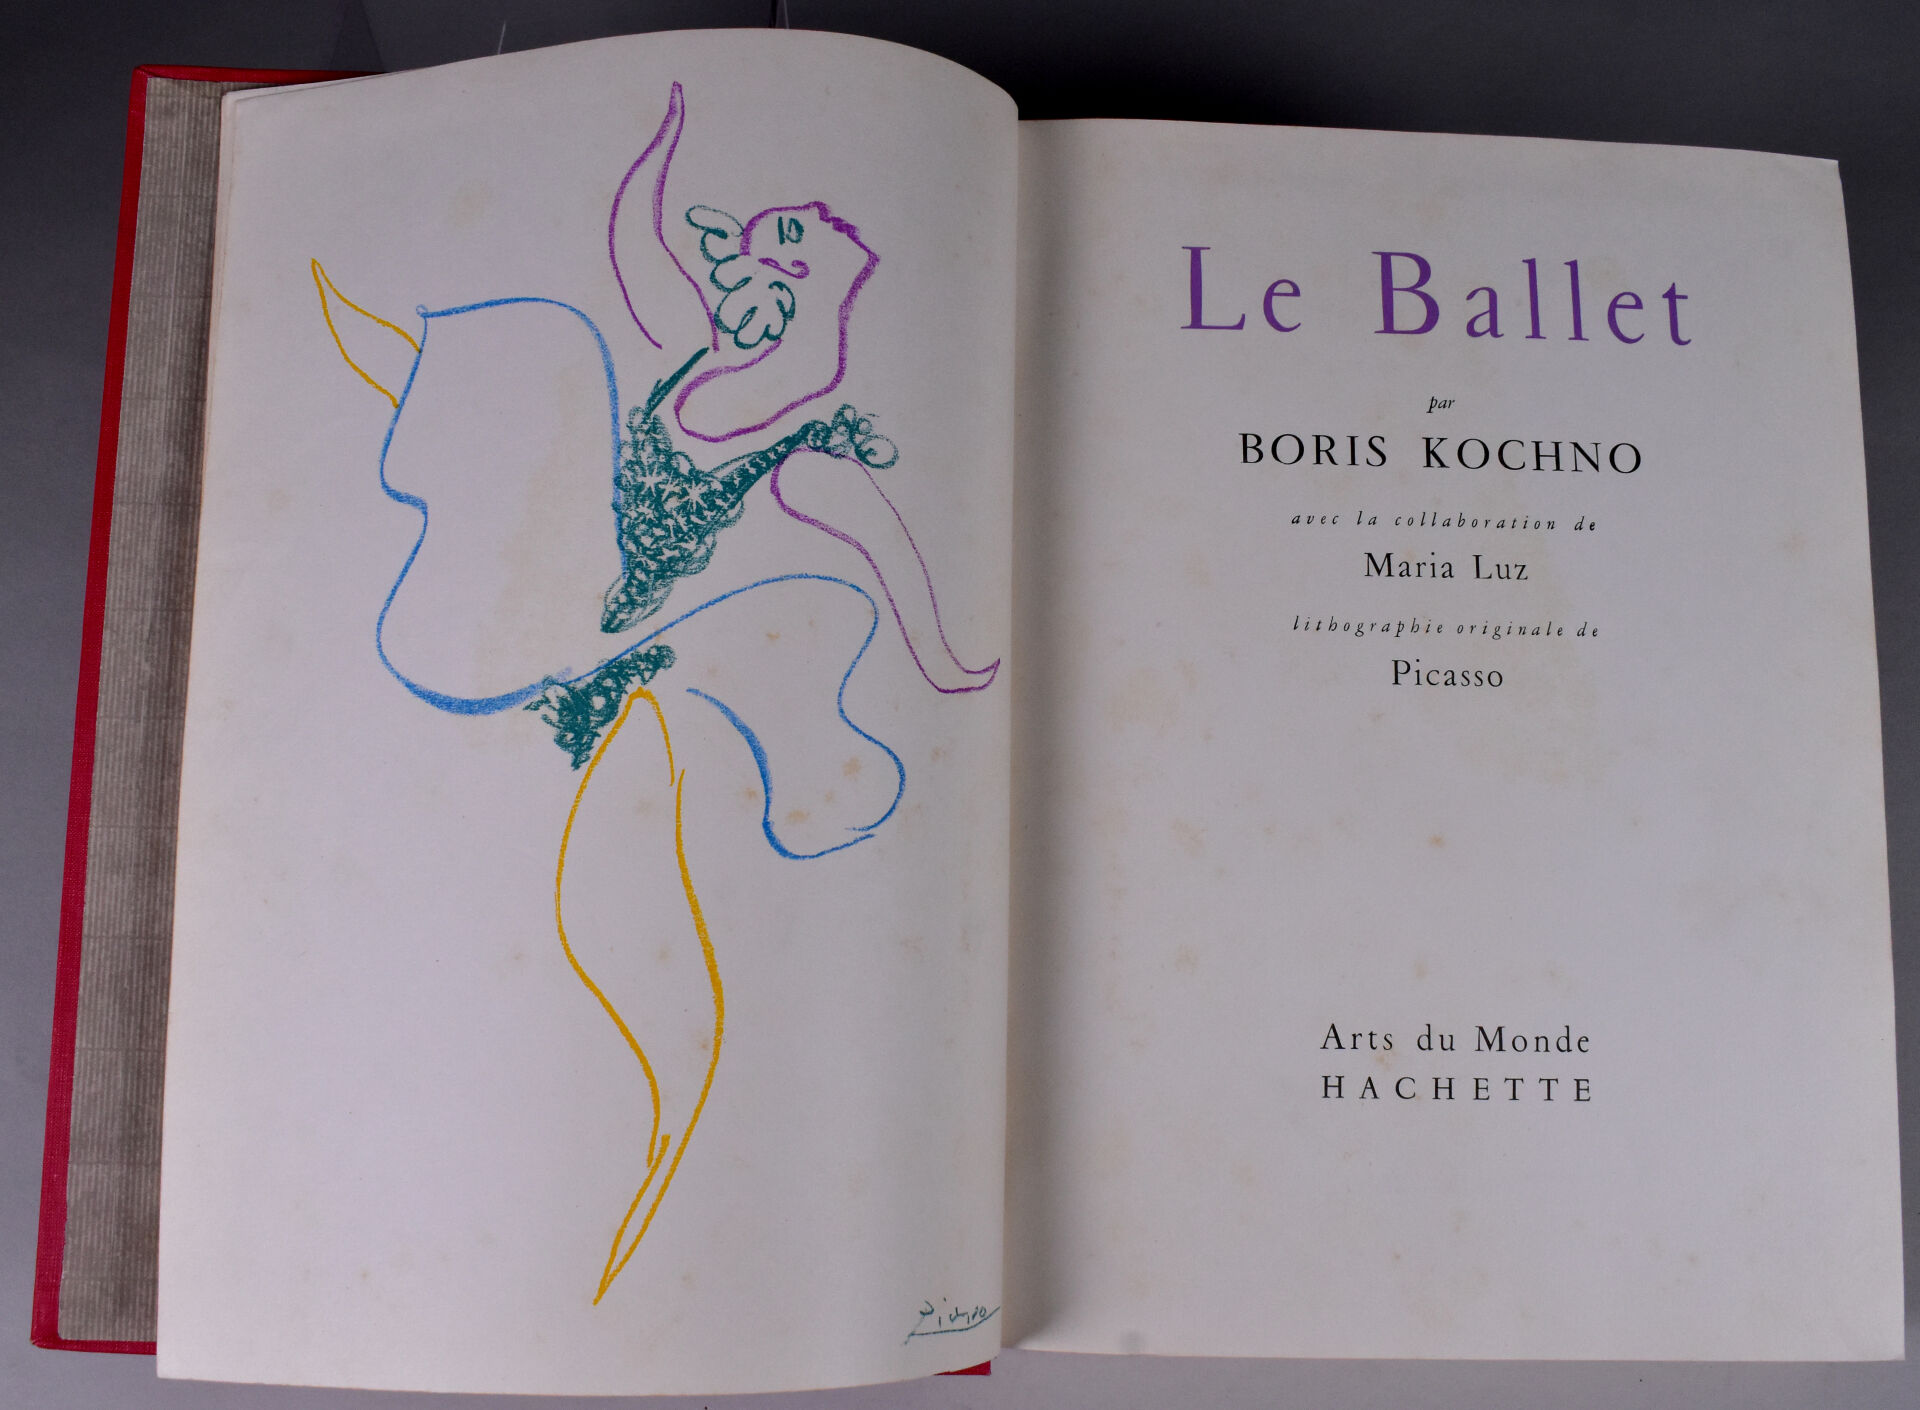 Picasso
Le Ballet
par
BORIS KOCHNO
avec la collaboration de
Maria Luz
lithographie originale de
Picasso
Arts du Monde
HACHETTE